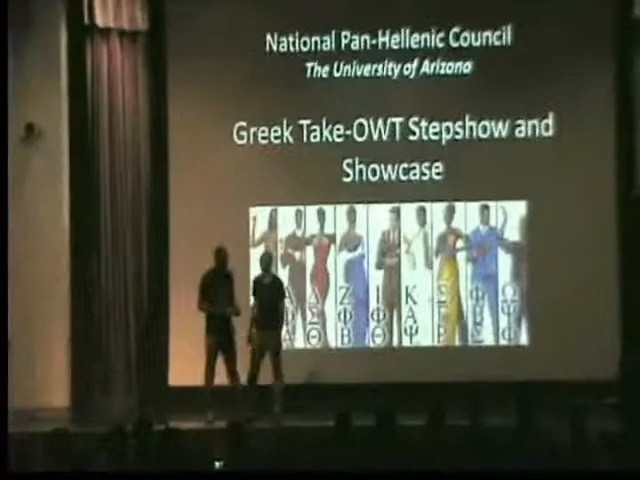 National Pan-Hellenic Council
The University of Arizona
Greek Take-OWT Stepshow and
Showcase
Α Δ Ζ Ι Κ Σ Φ Ω
Σ Φ Φ Α Γ Β Ψ
Α Θ Β Θ Ψ Ρ Σ Φ